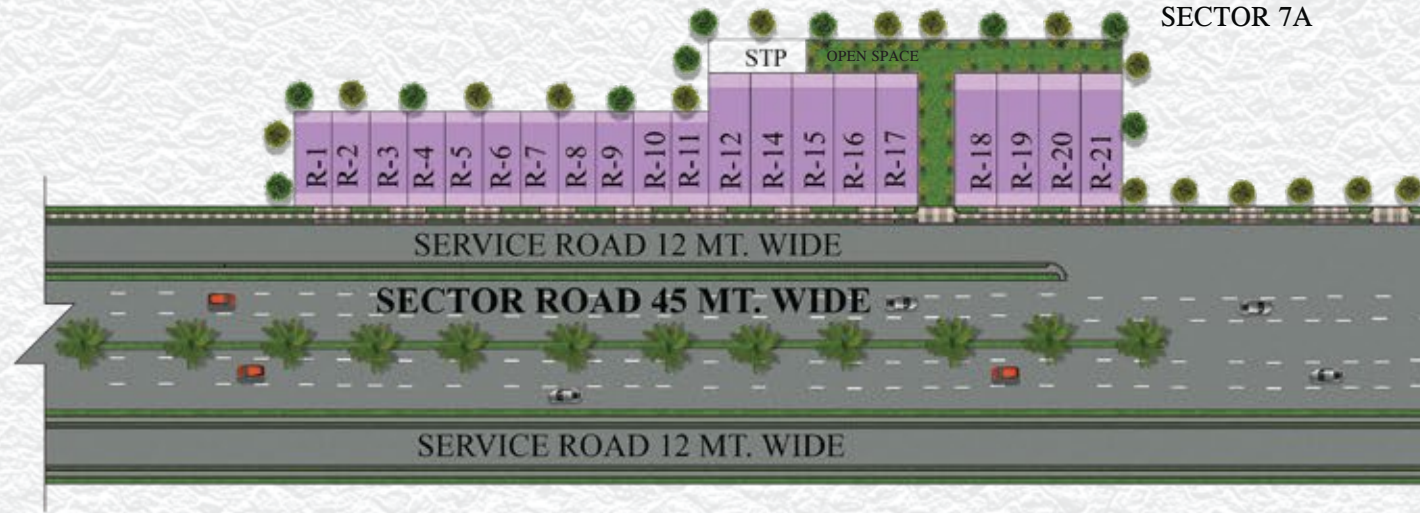 SECTOR 7A
STP
OPEN SPACE
R-1
R-2
R-3
R-4
R-5
R-6
R-7
R-8
R-9
R-10
R-11
R-12
R-14
R-15
R-16
R-17
R-18
R-19
R-20
R-21
SERVICE ROAD 12 MT. WIDE
SECTOR ROAD 45 MT. WIDE
SERVICE ROAD 12 MT. WIDE